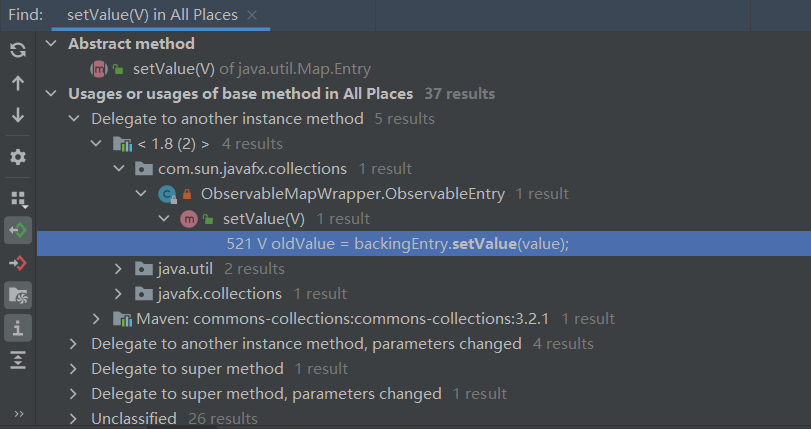 Find: setValue(V) in All Places ×
Abstract method
setValue(V) of java.util.Map.Entry
Usages or usages of base method in All Places 37 results
Delegate to another instance method 5 results
< 1.8 (2) > 4 results
com.sun.javafx.collections 1 result
ObservableMapWrapper.ObservableEntry 1 result
setValue(V) 1 result
521 V oldValue = backingEntry.setValue(value);
java.util 2 results
javafx.collections 1 result
Maven: commons-collections:commons-collections:3.2.1 1 result
Delegate to another instance method, parameters changed 4 results
Delegate to super method 1 result
Delegate to super method, parameters changed 1 result
Unclassified 26 results